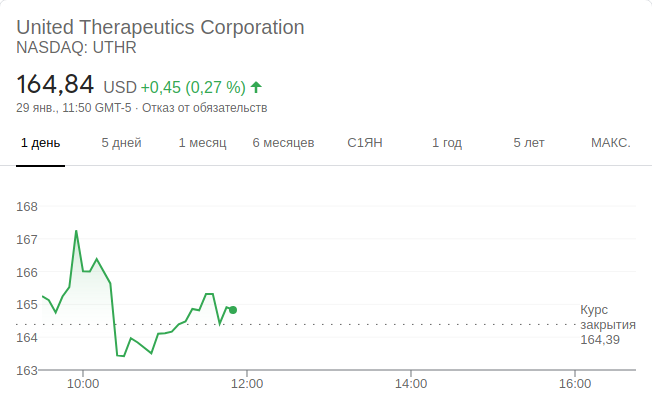 United Therapeutics Corporation
NASDAQ: UTHR
164,84 USD +0,45 (0,27 %)
29 янв., 11:50 GMT-5 · Отказ от обязательств
1 день 5 дней 1 месяц 6 месяцев С1ЯН 1 год 5 лет МАКС.
168
167
166
165
164
163
Курс
закрытия
164,39
10:00 12:00 14:00 16:00